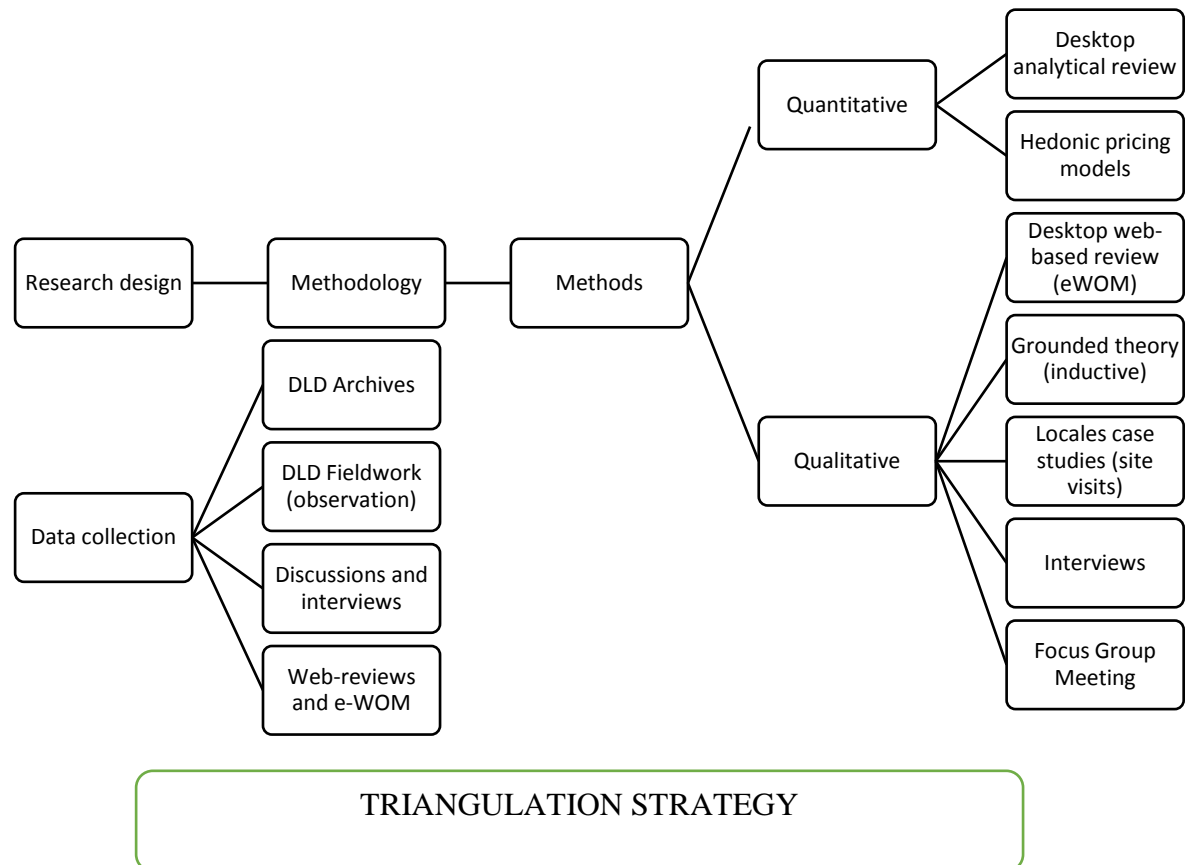 Research design
Methodology
Methods
Quantitative
Desktop
analytical review
Hedonic pricing
models
Qualitative
Desktop web-
based review
(eWOM)
Grounded theory
(inductive)
Locales case
studies (site
visits)
Interviews
Focus Group
Meeting
Data collection
DLD Archives
DLD Fieldwork
(observation)
Discussions and
interviews
Web-reviews
and e-WOM
TRIANGULATION STRATEGY